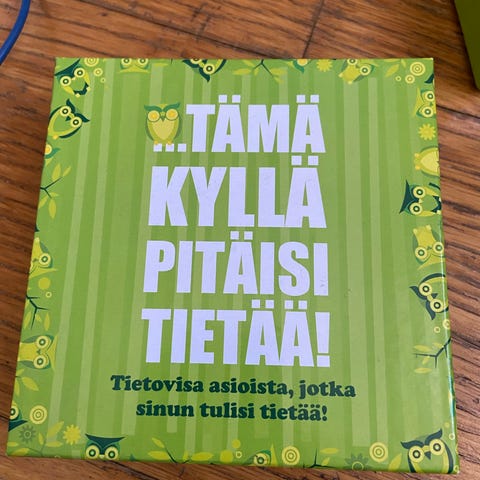 ...TÄMÄ
KYLLÄ
PITÄISI
TIETÄÄ!
Tietovisa asioista, jotka
sinun tulisi tietää!